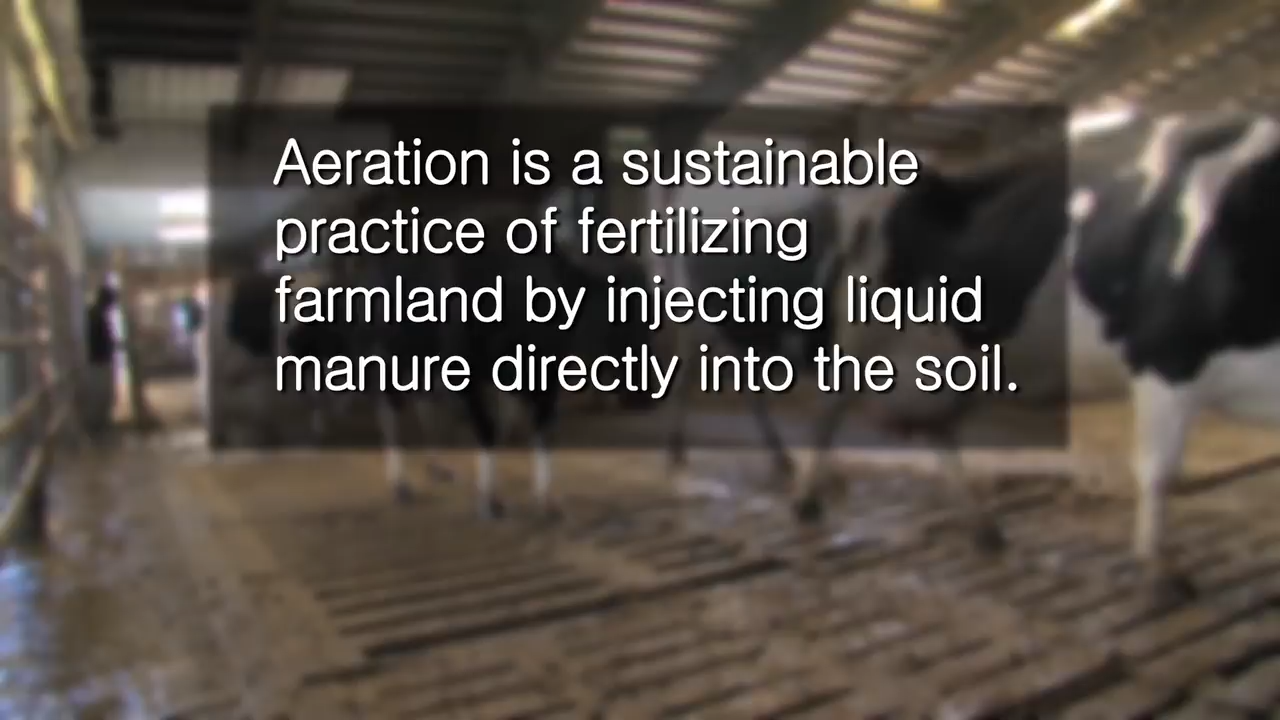 Aeration is a sustainable
practice of fertilizing
farmland by injecting liquid
manure directly into the soil.